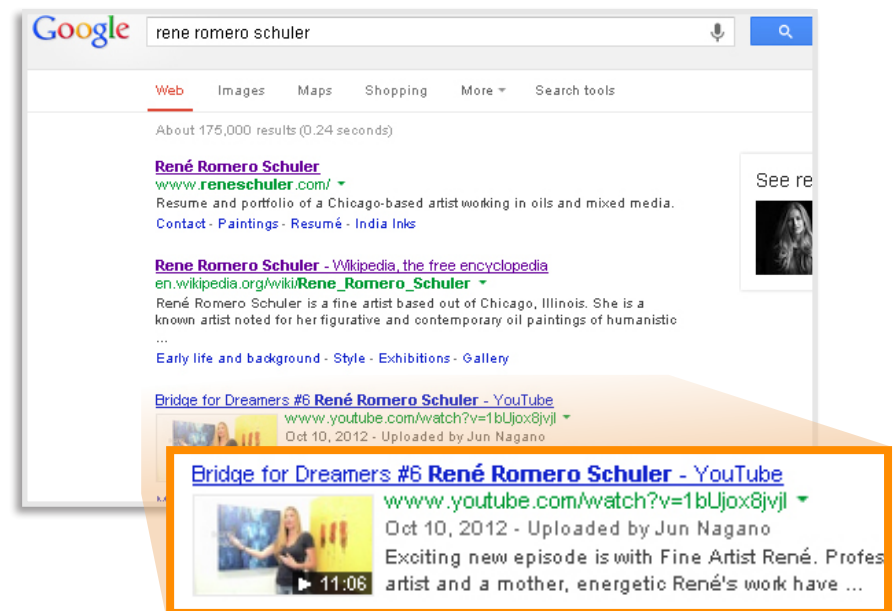 Google
rene romero schuler
Web Images Maps Shopping More Search tools
About 175,000 results (0.24 seconds)
René Romero Schuler
www.reneschuler.com/
Resume and portfolio of a Chicago-based artist working in oils and mixed media.
Contact - Paintings - Resumé - India Inks
See re
Rene Romero Schuler - Wikipedia, the free encyclopedia
en.wikipedia.org/wiki/Rene_Romero_Schuler
René Romero Schuler is a fine artist based out of Chicago, Illinois. She is a
known artist noted for her figurative and contemporary oil paintings of humanistic
...
Early life and background - Style - Exhibitions - Gallery
Bridge for Dreamers #6 René Romero Schuler - YouTube
www.youtube.com/watch?v=1bUjox8jvjI
Oct 10, 2012 - Uploaded by Jun Nagano
Bridge for Dreamers #6 René Romero Schuler - YouTube
www.youtube.com/watch?v=1bUjox8jvjI
Oct 10, 2012 - Uploaded by Jun Nagano
Exciting new episode is with Fine Artist René. Profes
11:06
artist and a mother, energetic René's work have ...